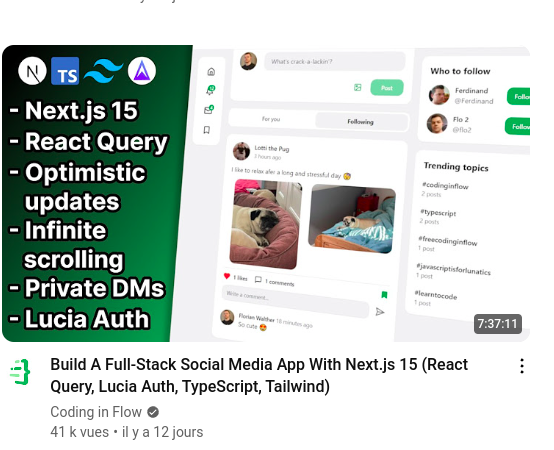 N
TS
- Next.js 15
- React Query
- Optimistic
updates
- Infinite
scrolling
- Private DMs
- Lucia Auth
What's crack-a-lackin'?
Post
For you
Following
Lotti the Pug
3 hours ago
I like to relax afer a long and stressful day 😴
1 likes
1 comments
Write a comment...
Florian Walther 18 minutes ago
So cute 😍
Who to follow
Ferdinand
@Ferdinand
Follow
Flo 2
@flo2
Follow
Trending topics
#codinginflow
2 posts
#typescript
2 posts
#freecodinginflow
1 post
#javascriptisforlunatics
1 post
#learntocode
1 post
7:37:11
Build A Full-Stack Social Media App With Next.js 15 (React
Query, Lucia Auth, TypeScript, Tailwind)
Coding in Flow
41 k vues • il y a 12 jours